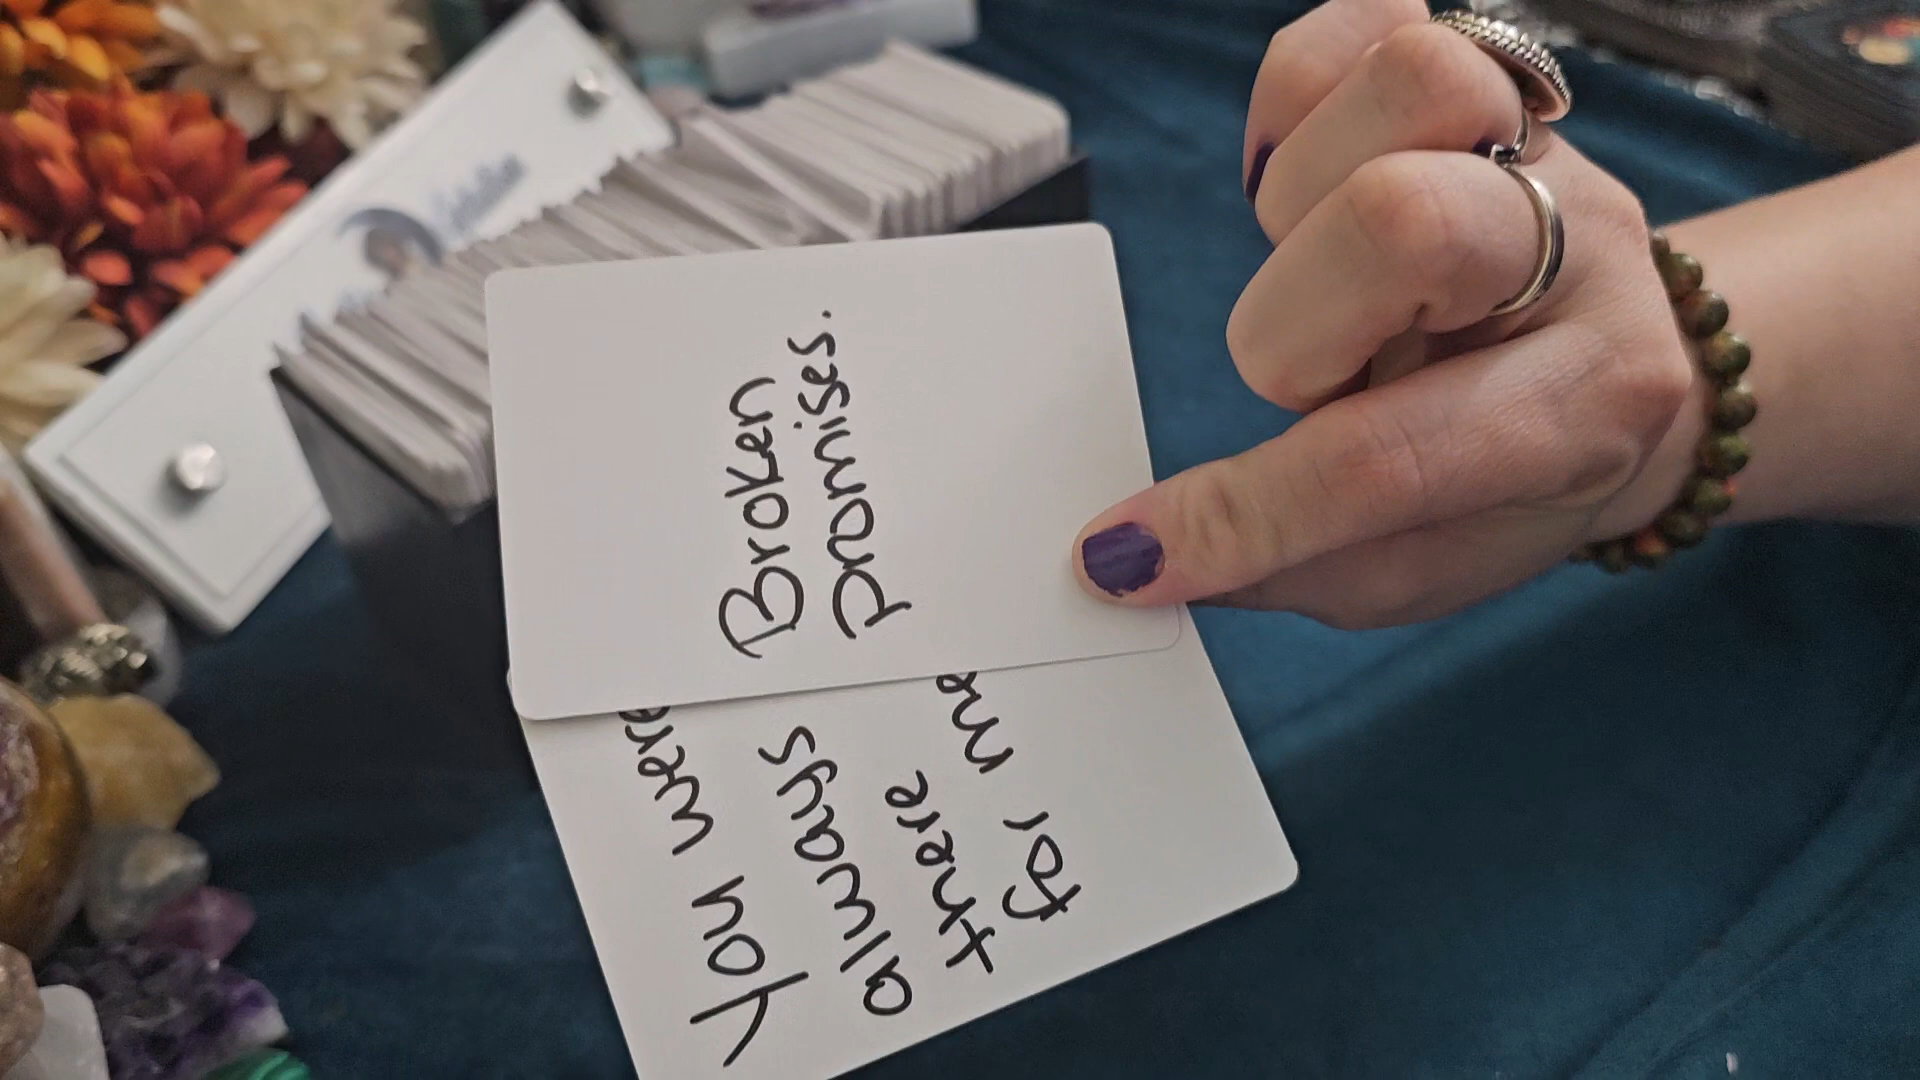 Broken
promises.
You were
always
there
for me